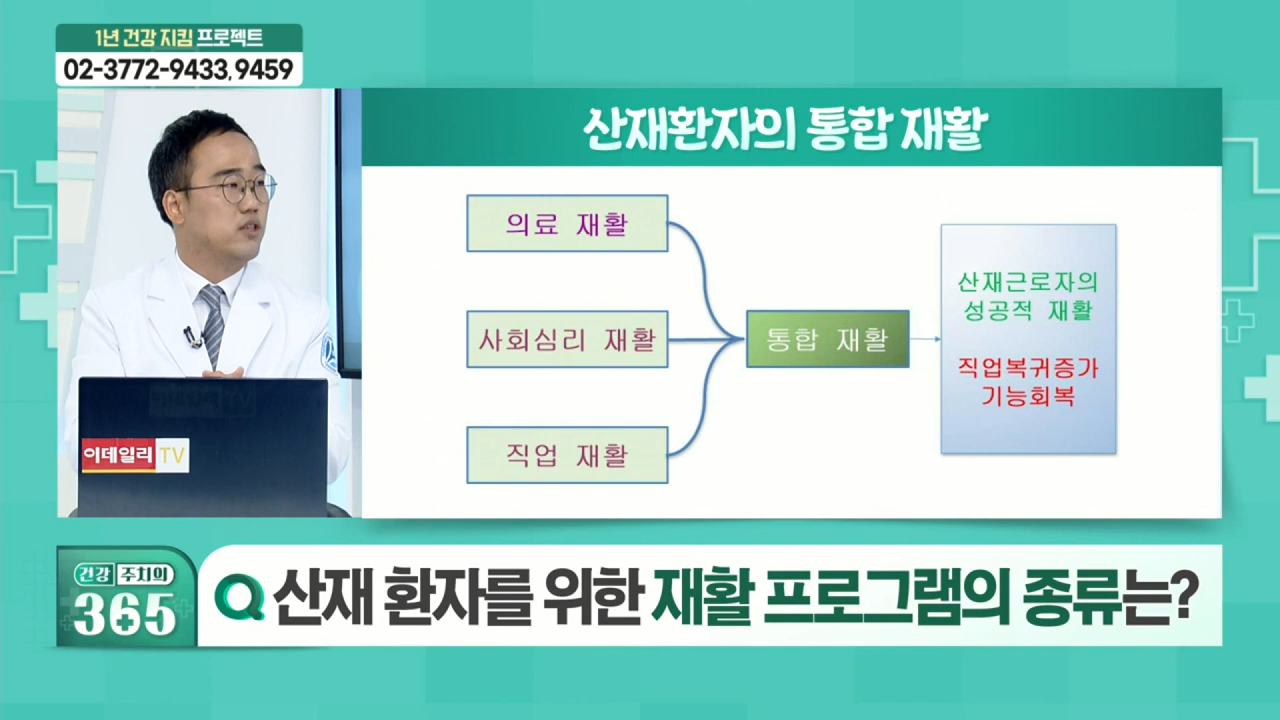 1년 건강 지킴 프로젝트
02-3772-9433, 9459
산재환자의 통합 재활
의료 재활
사회심리 재활
직업 재활
통합 재활
산재근로자의
성공적 재활
직업복귀증가
기능회복
이데일리 TV
건강 주치의
365
Q 산재 환자를 위한 재활 프로그램의 종류는?